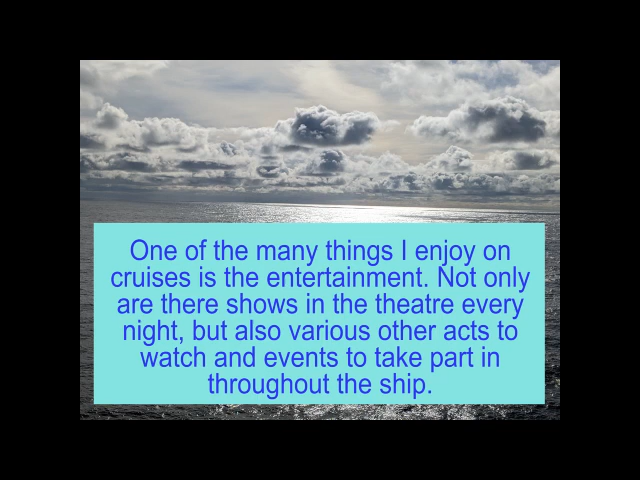 One of the many things I enjoy on
cruises is the entertainment. Not only
are there shows in the theatre every
night, but also various other acts to
watch and events to take part in
throughout the ship.